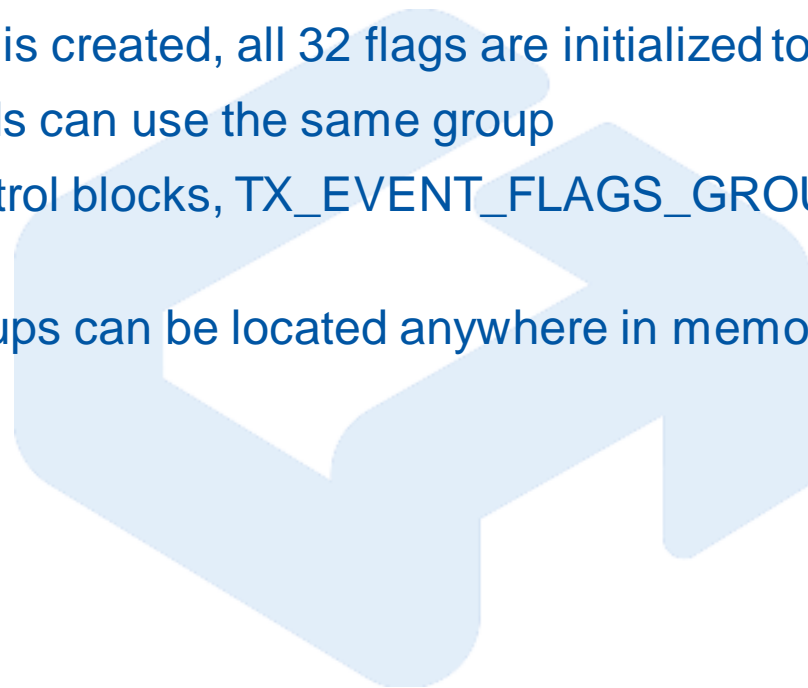 is created, all 32 flags are initialized to
ds can use the same group
trol blocks, TX_EVENT_FLAGS_GROU
ups can be located anywhere in memo